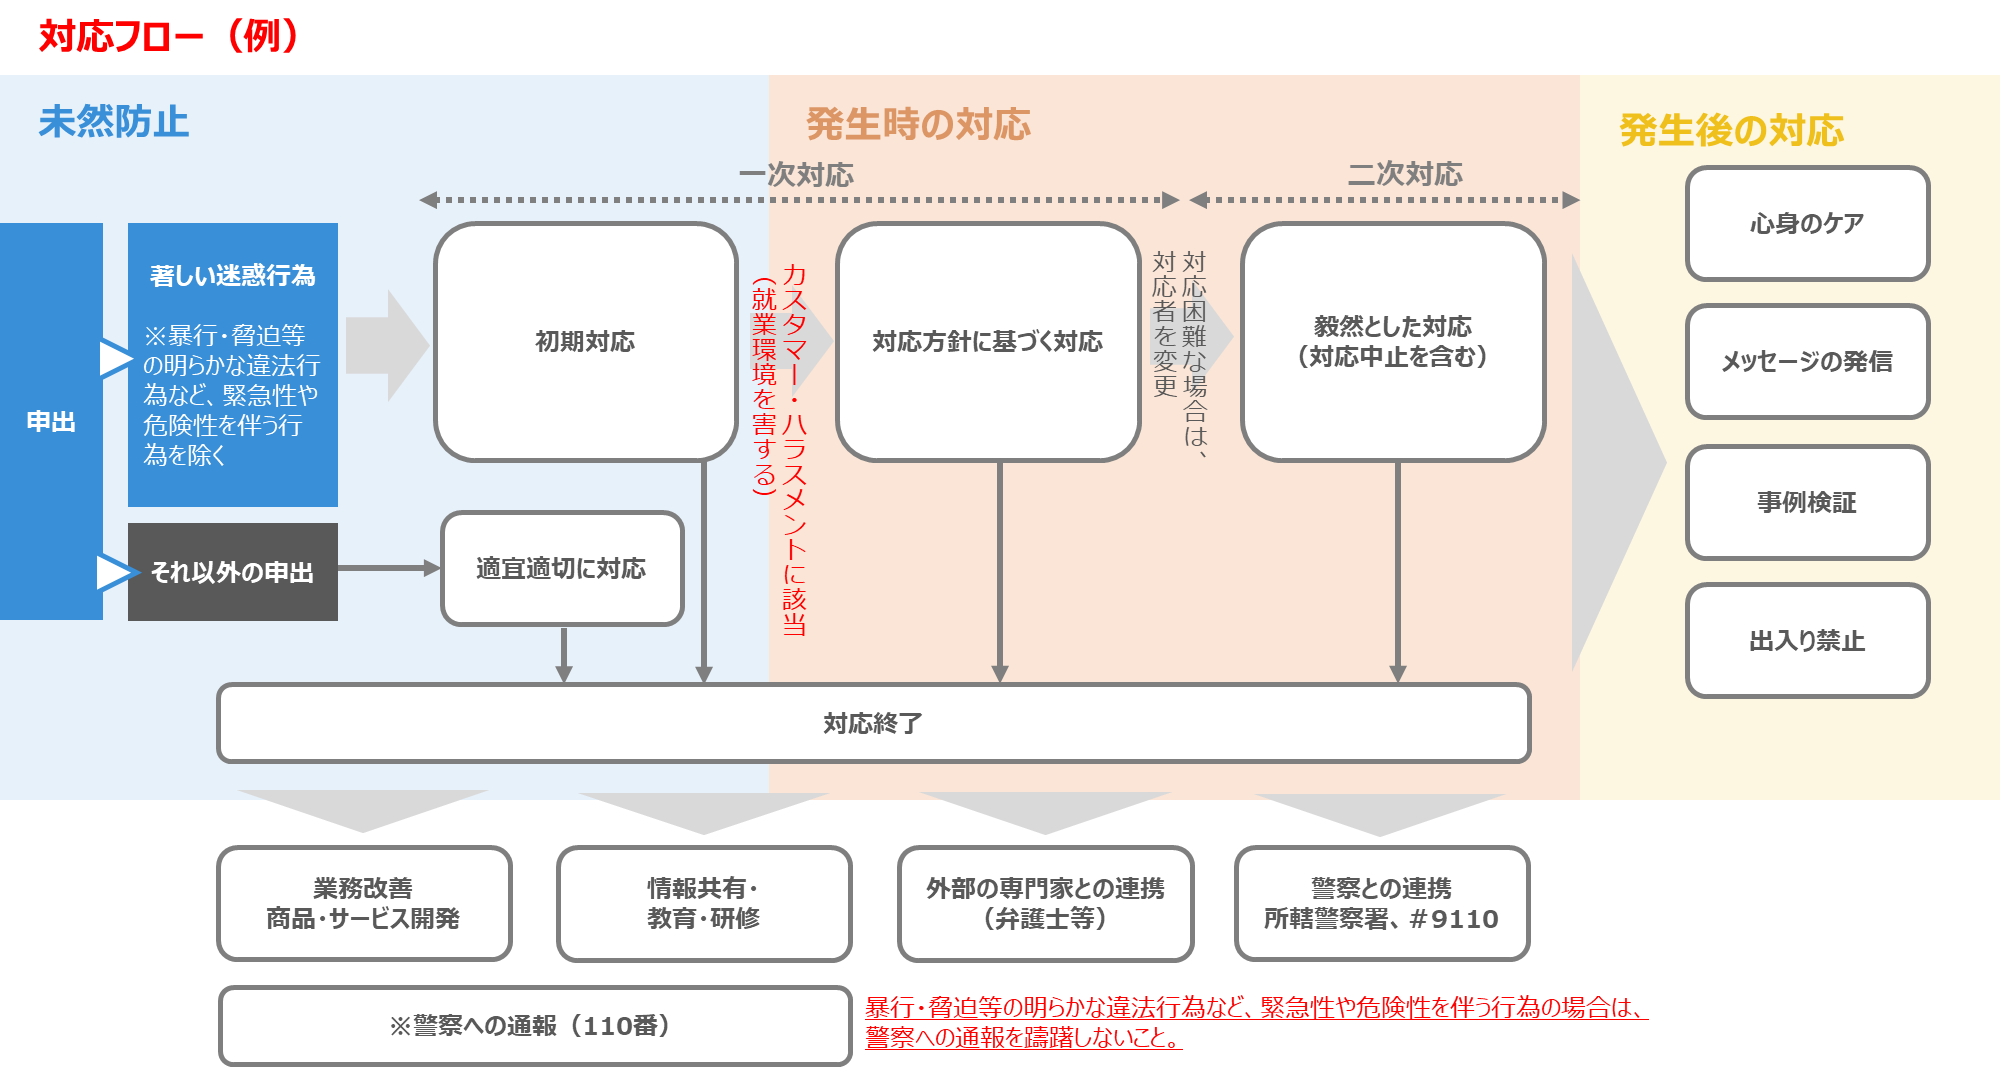 対応フロー（例）
未然防止
発生時の対応
発生後の対応
一次対応
二次対応
申出
著しい迷惑行為
※暴行・脅迫等
の明らかな違法行
為など、緊急性や
危険性を伴う行
為を除く
それ以外の申出
初期対応
適宜適切に対応
カスタマー・ハラスメントに該当
（就業環境を害する）
対応方針に基づく対応
対応困難な場合は、
対応者を変更
毅然とした対応
（対応中止を含む）
心身のケア
メッセージの発信
事例検証
出入り禁止
対応終了
業務改善
商品・サービス開発
情報共有・
教育・研修
外部の専門家との連携
（弁護士等）
警察との連携
所轄警察署、＃9110
※警察への通報（110番）
暴行・脅迫等の明らかな違法行為など、緊急性や危険性を伴う行為の場合は、
警察への通報を躊躇しないこと。